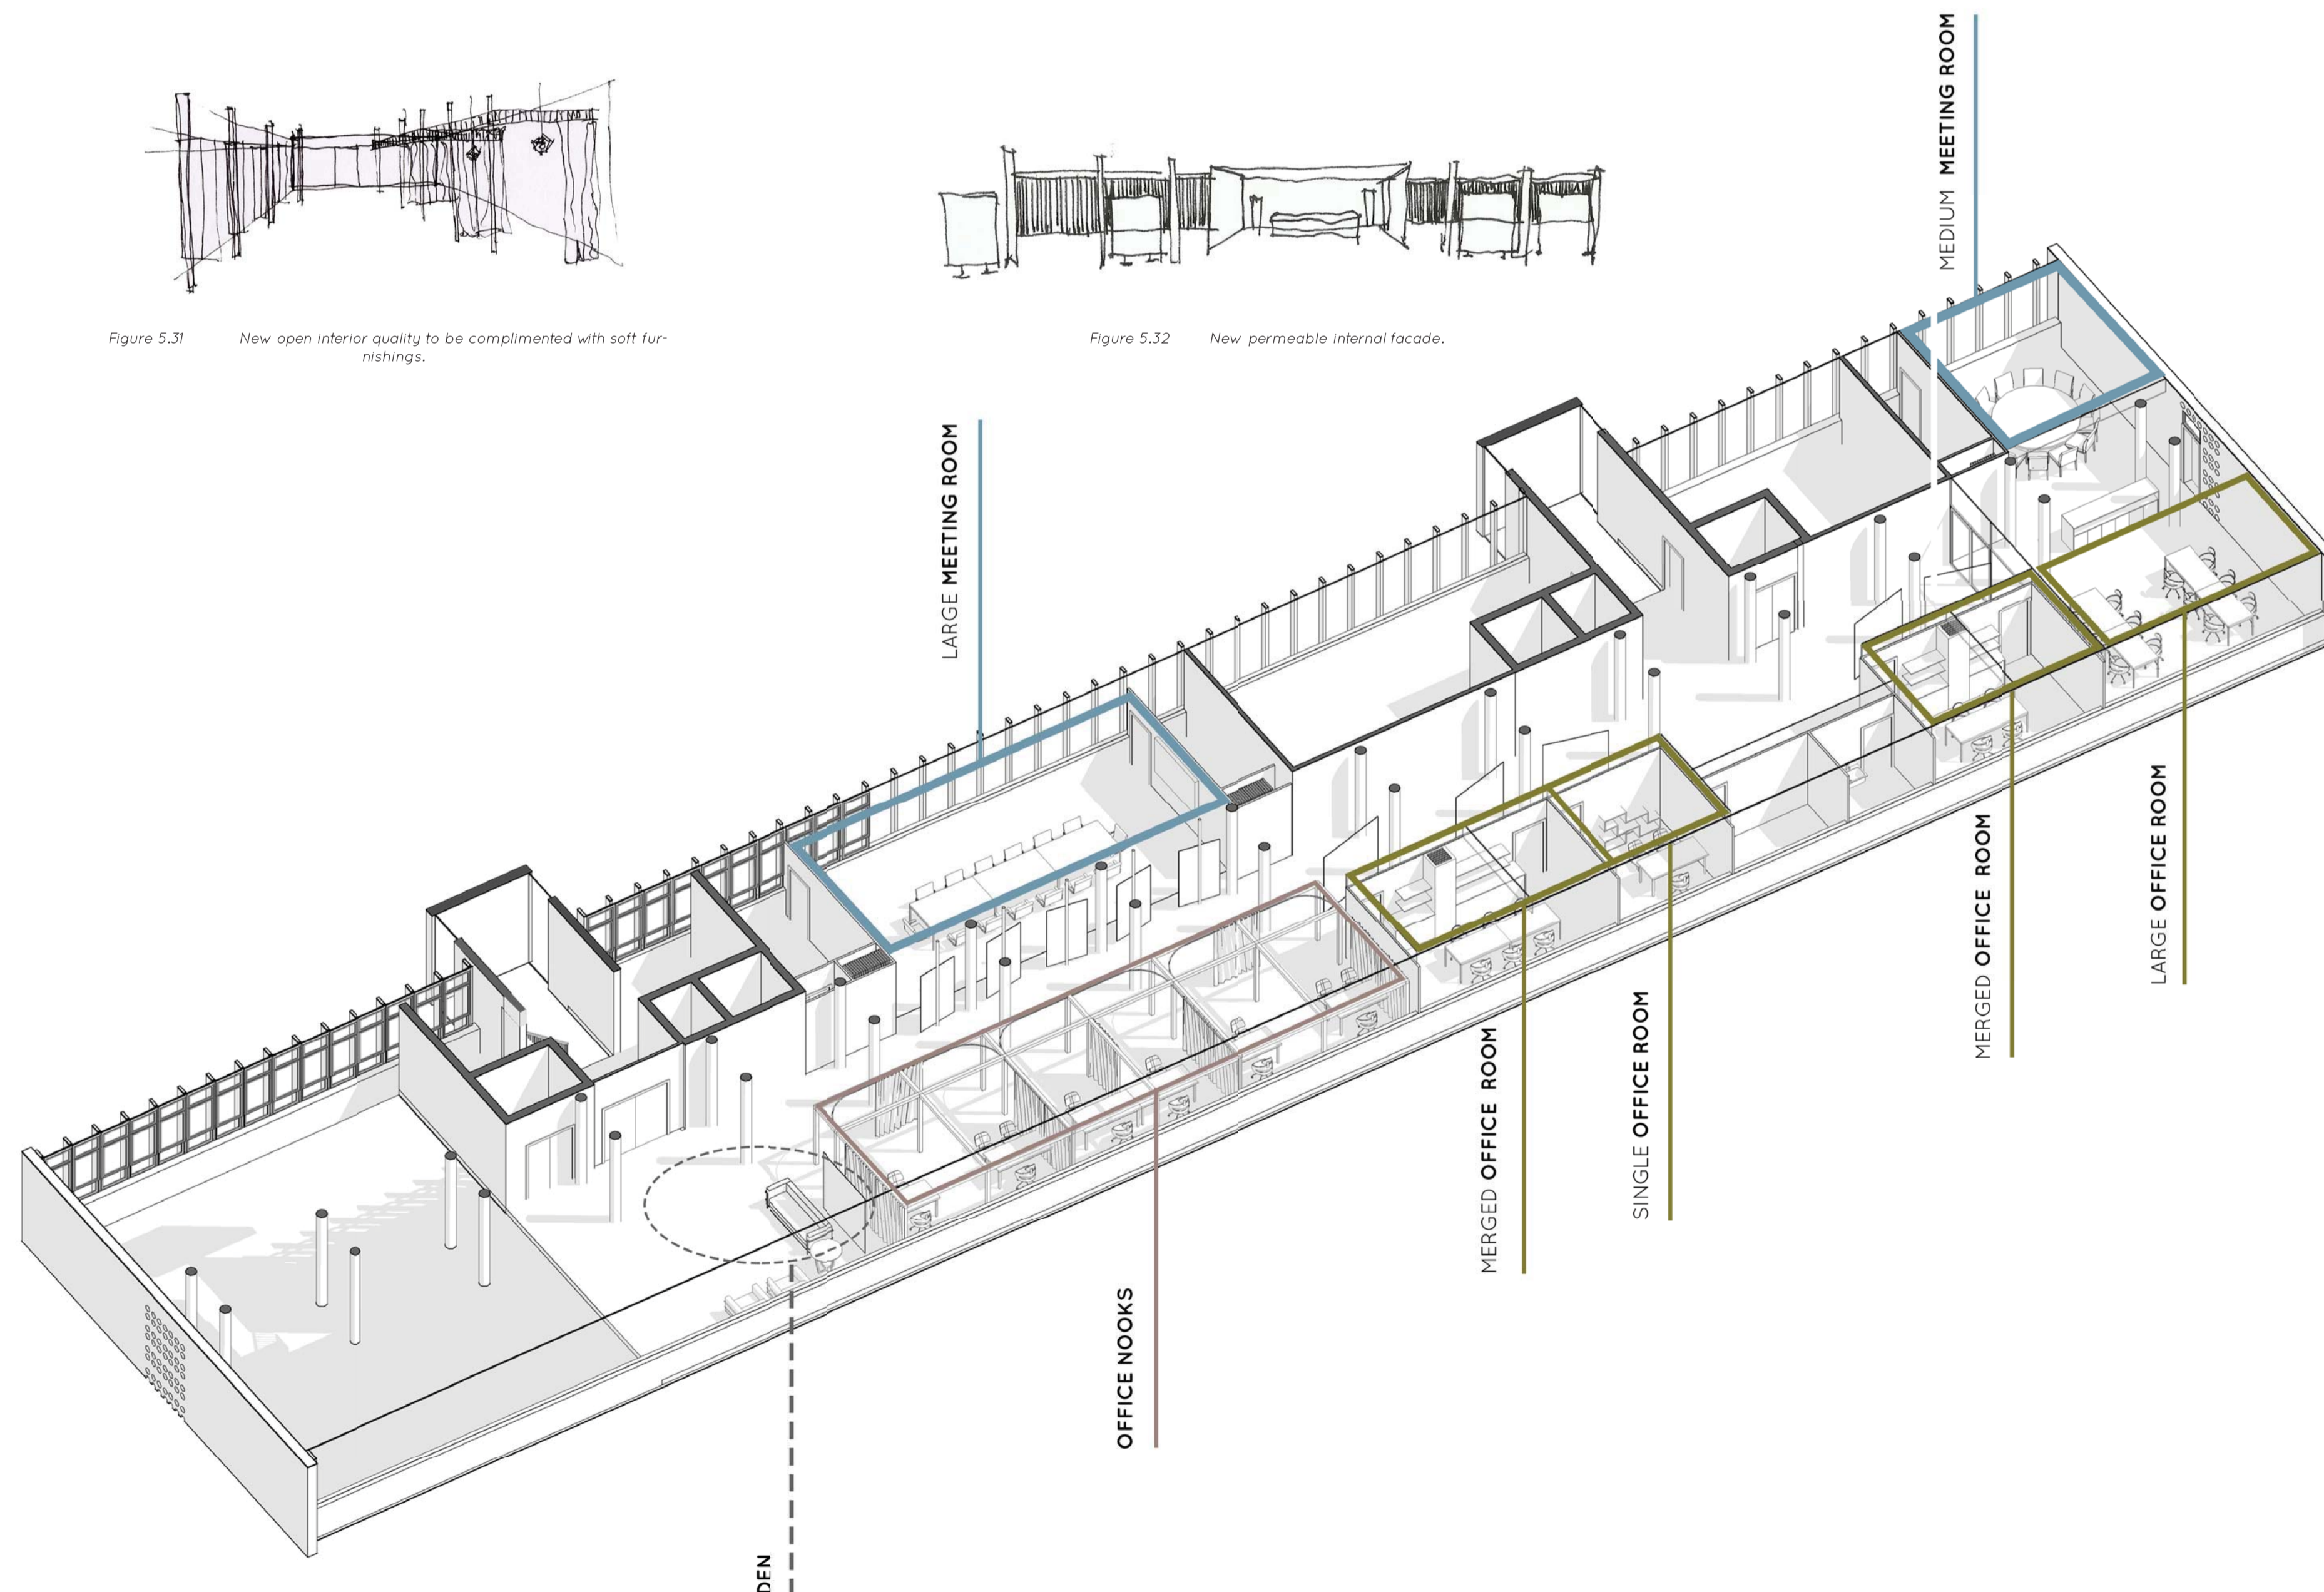 MEDIUM MEETING ROOM
Figure 5.31 New open interior quality to be complimented with soft fur-
nishings.
Figure 5.32 New permeable internal facade.
LARGE MEETING ROOM
LARGE OFFICE ROOM
MERGED OFFICE ROOM
SINGLE OFFICE ROOM
MERGED OFFICE ROOM
OFFICE NOOKS
DEN